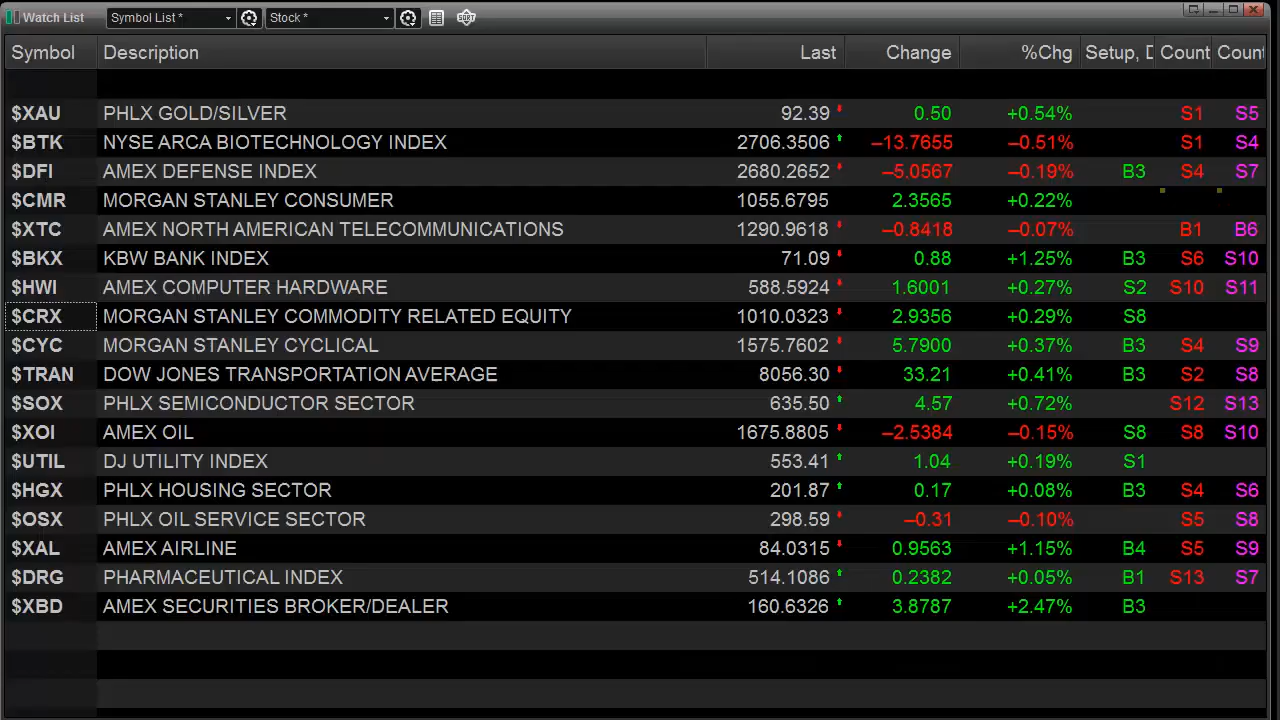 Watch List Symbol List * Stock * SORT
Symbol Description Last Change %Chg Setup, D Count Count
$XAU PHLX GOLD/SILVER 92.39 0.50 +0.54% S1 S5
$BTK NYSE ARCA BIOTECHNOLOGY INDEX 2706.3506 –13.7655 –0.51% S1 S4
$DFI AMEX DEFENSE INDEX 2680.2652 –5.0567 –0.19% B3 S4 S7
$CMR MORGAN STANLEY CONSUMER 1055.6795 2.3565 +0.22%
$XTC AMEX NORTH AMERICAN TELECOMMUNICATIONS 1290.9618 –0.8418 –0.07% B1 B6
$BKX KBW BANK INDEX 71.09 0.88 +1.25% B3 S6 S10
$HWI AMEX COMPUTER HARDWARE 588.5924 1.6001 +0.27% S2 S10 S11
$CRX MORGAN STANLEY COMMODITY RELATED EQUITY 1010.0323 2.9356 +0.29% S8
$CYC MORGAN STANLEY CYCLICAL 1575.7602 5.7900 +0.37% B3 S4 S9
$TRAN DOW JONES TRANSPORTATION AVERAGE 8056.30 33.21 +0.41% B3 S2 S8
$SOX PHLX SEMICONDUCTOR SECTOR 635.50 4.57 +0.72% S12 S13
$XOI AMEX OIL 1675.8805 –2.5384 –0.15% S8 S8 S10
$UTIL DJ UTILITY INDEX 553.41 1.04 +0.19% S1
$HGX PHLX HOUSING SECTOR 201.87 0.17 +0.08% B3 S4 S6
$OSX PHLX OIL SERVICE SECTOR 298.59 –0.31 –0.10% S5 S8
$XAL AMEX AIRLINE 84.0315 0.9563 +1.15% B4 S5 S9
$DRG PHARMACEUTICAL INDEX 514.1086 0.2382 +0.05% B1 S13 S7
$XBD AMEX SECURITIES BROKER/DEALER 160.6326 3.8787 +2.47% B3